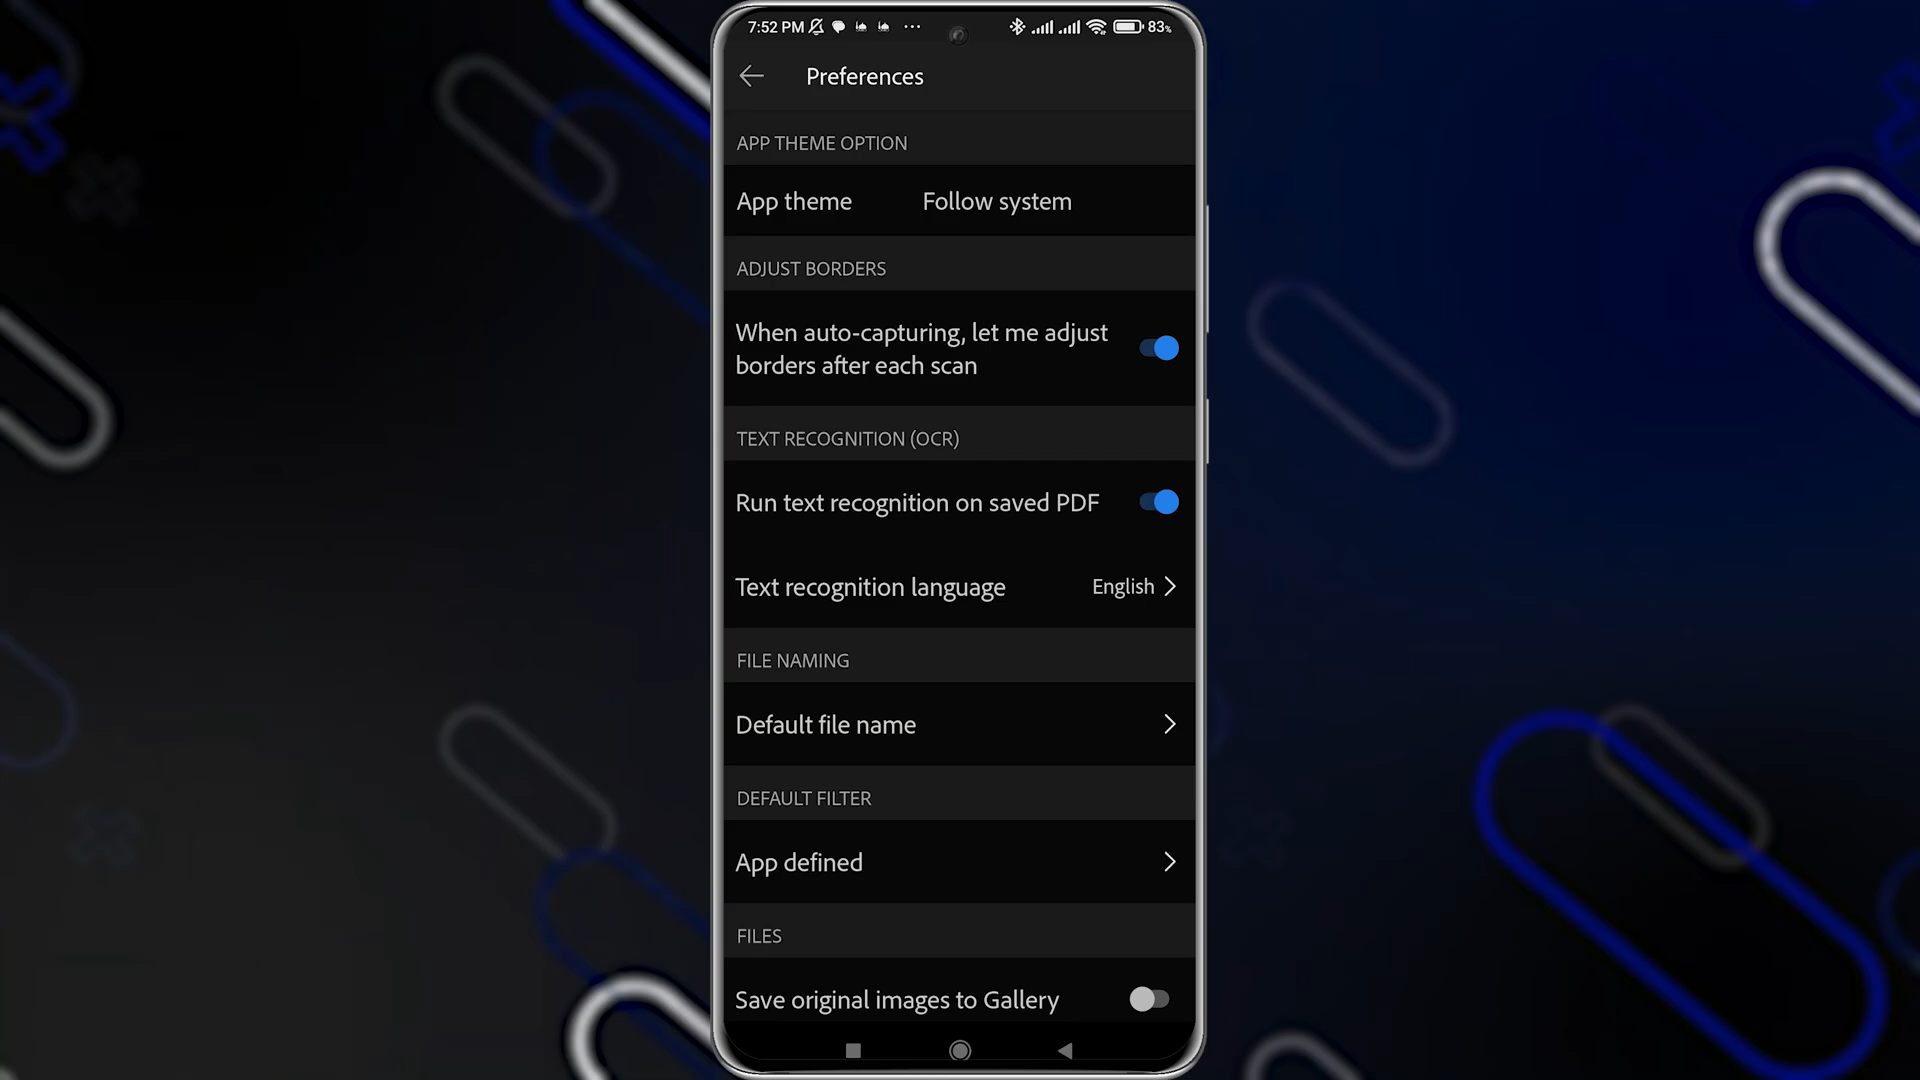 7:52 PM 83%
Preferences
APP THEME OPTION
App theme Follow system
ADJUST BORDERS
When auto-capturing, let me adjust
borders after each scan
TEXT RECOGNITION (OCR)
Run text recognition on saved PDF
Text recognition language English
FILE NAMING
Default file name
DEFAULT FILTER
App defined
FILES
Save original images to Gallery